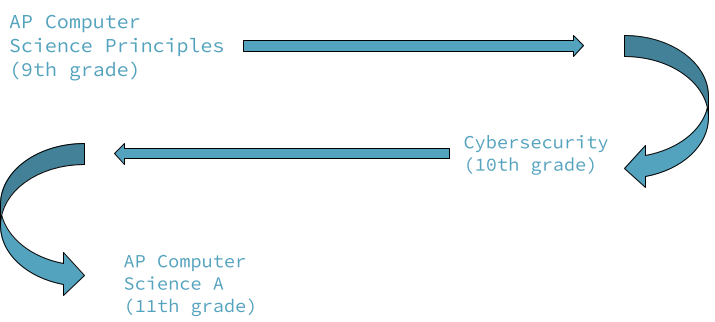 AP Computer
Science Principles
(9th grade)
Cybersecurity
(10th grade)
AP Computer
Science A
(11th grade)